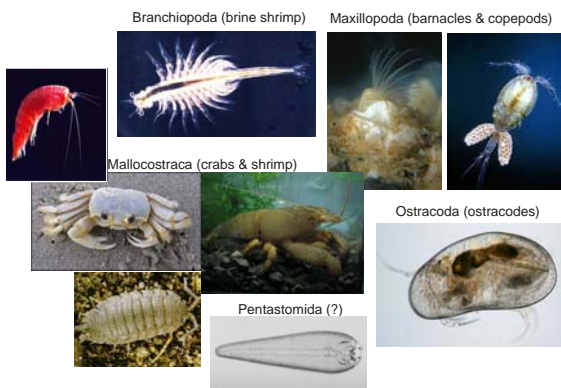 Branchiopoda (brine shrimp)
Maxillopoda (barnacles & copepods)
Mallocostraca (crabs & shrimp)
Ostracoda (ostracodes)
Pentastomida (?)